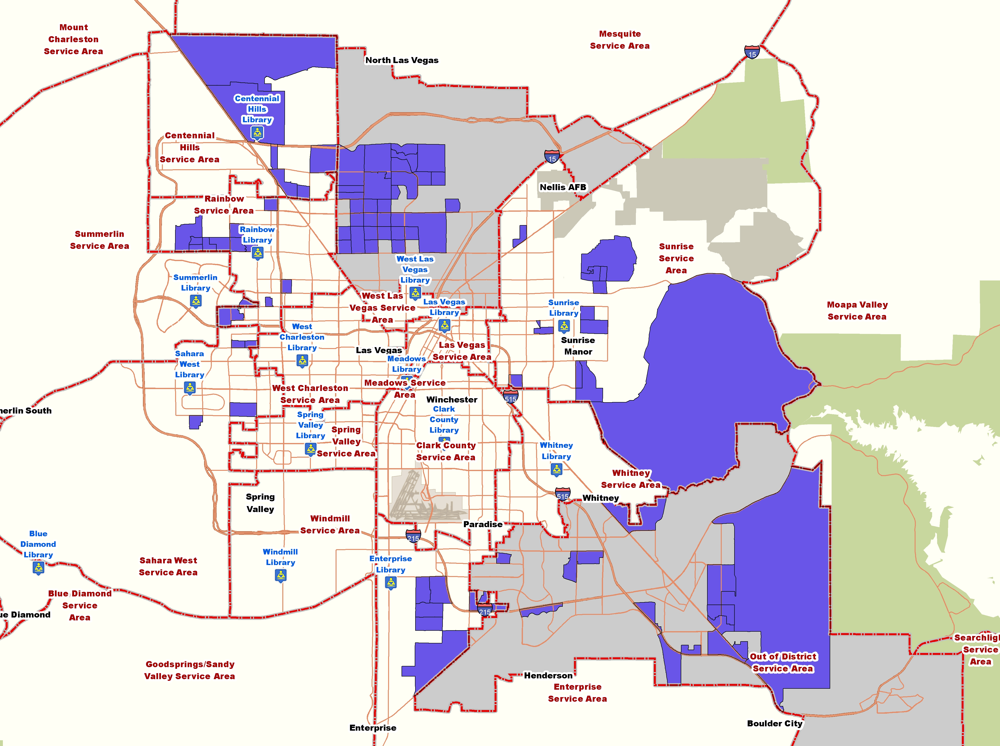 Mount
Charleston
Service Area
Mesquite
Service Area
15
North Las Vegas
Centennial
Hills
Library
Centennial
Hills
Service Area
15
Nellis AFB
Rainbow
Service Area
Rainbow
Library
Summerlin
Service Area
Sunrise
Service
Area
West Las
Vegas
Library
Summerlin
Library
West Las
Vegas Service
Area
Las Vegas
Library
Sunrise
Library
Moapa Valley
Service Area
West
Charleston
Library
Sunrise
Manor
Las Vegas
Las Vegas
Service Area
Sahara
West
Library
Meadows
Library
Meadows Service
Area
West Charleston
Service Area
515
Winchester
Clark
County
Library
merlin South
Spring
Valley
Library
Spring
Valley
Service Area
Clark County
Service Area
Whitney
Library
Whitney
Service Area
515
Whitney
Spring
Valley
Windmill
Service Area
Paradise
215
Blue
Diamond
Library
Windmill
Library
Enterprise
Library
Sahara West
Service Area
Blue Diamond
Service
Area
ue Diamond
215
Searchligh
Service
Area
Out of District
Service Area
Goodsprings/Sandy
Valley Service Area
Henderson
Enterprise
Service Area
Enterprise
Boulder City